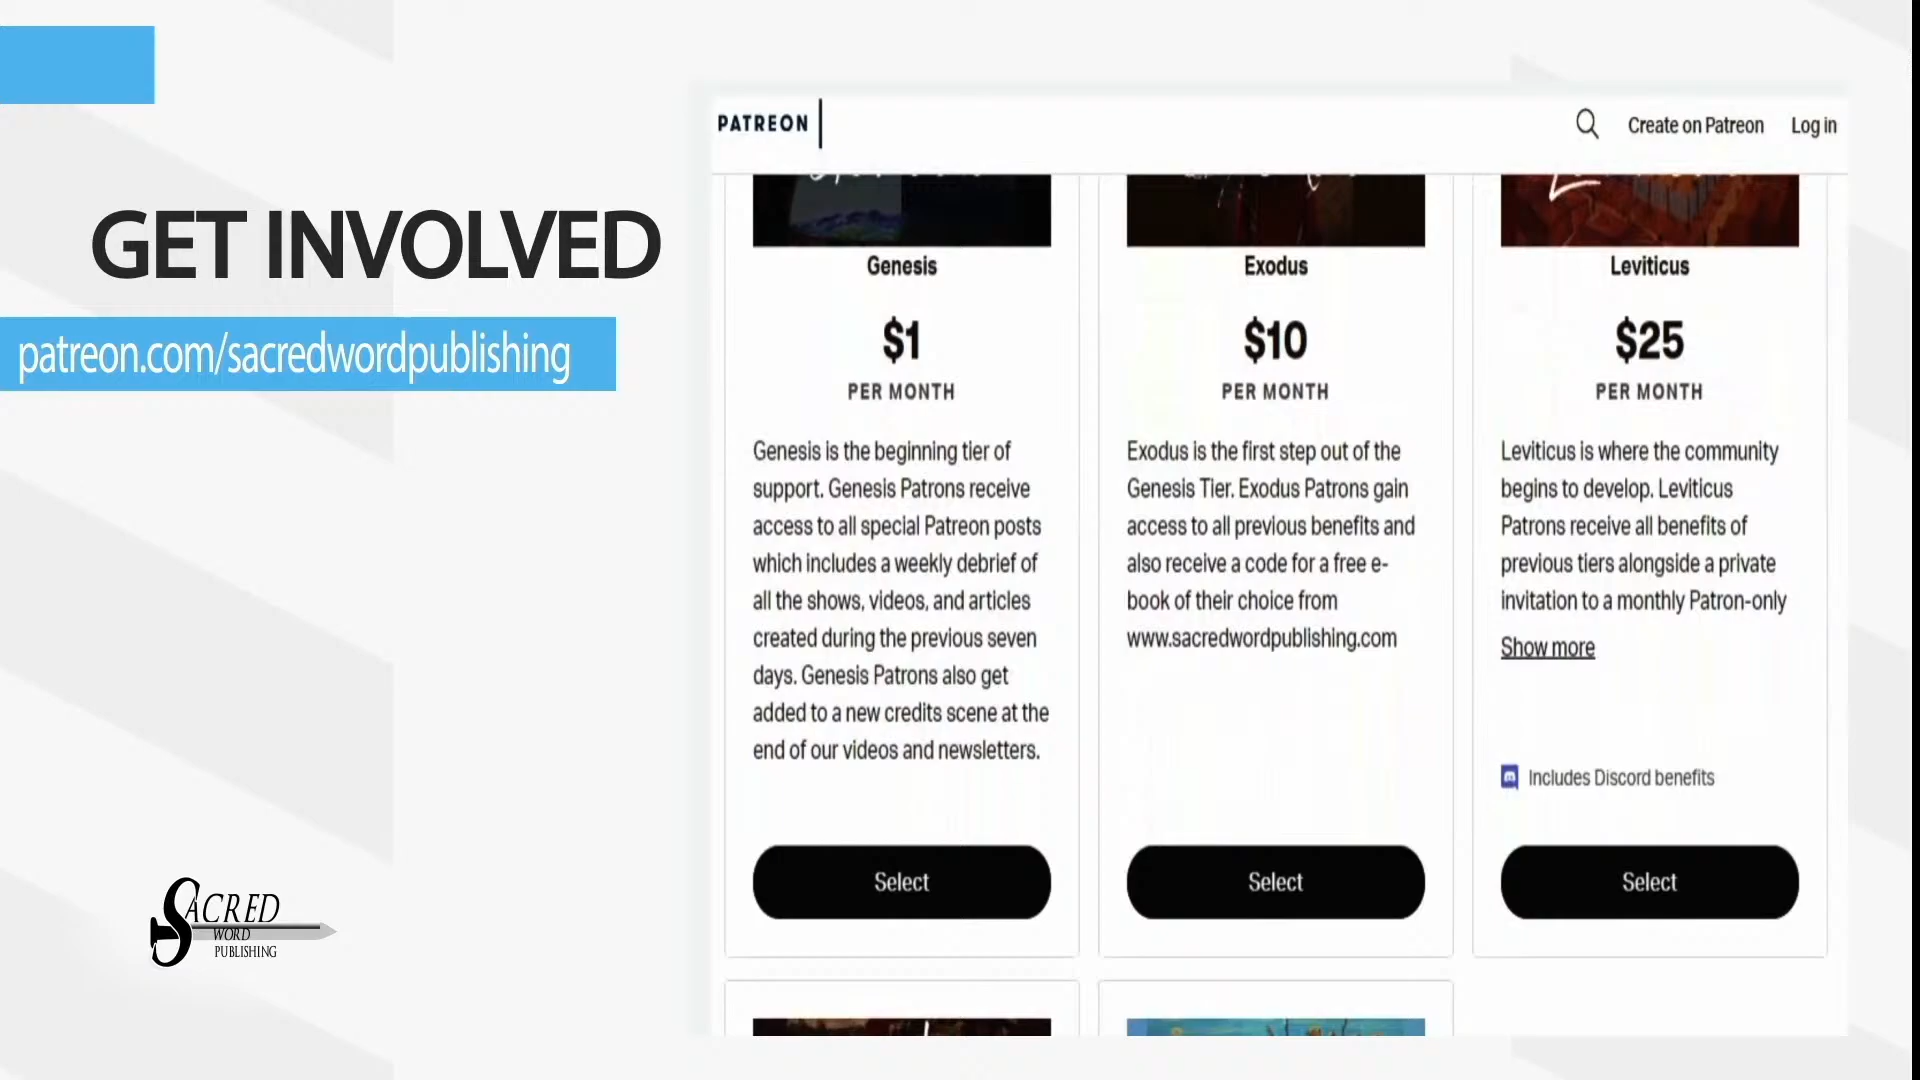 GET INVOLVED
patreon.com/sacredwordpublishing
SACRED
WORD
PUBLISHING
PATREON
Create on Patreon
Log in
Genesis
$1
PER MONTH
Genesis is the beginning tier of
support. Genesis Patrons receive
access to all special Patreon posts
which includes a weekly debrief of
all the shows, videos, and articles
created during the previous seven
days. Genesis Patrons also get
added to a new credits scene at the
end of our videos and newsletters.
Select
Exodus
$10
PER MONTH
Exodus is the first step out of the
Genesis Tier. Exodus Patrons gain
access to all previous benefits and
also receive a code for a free e-
book of their choice from
www.sacredwordpublishing.com
Select
Leviticus
$25
PER MONTH
Leviticus is where the community
begins to develop. Leviticus
Patrons receive all benefits of
previous tiers alongside a private
invitation to a monthly Patron-only
Show more
Includes Discord benefits
Select